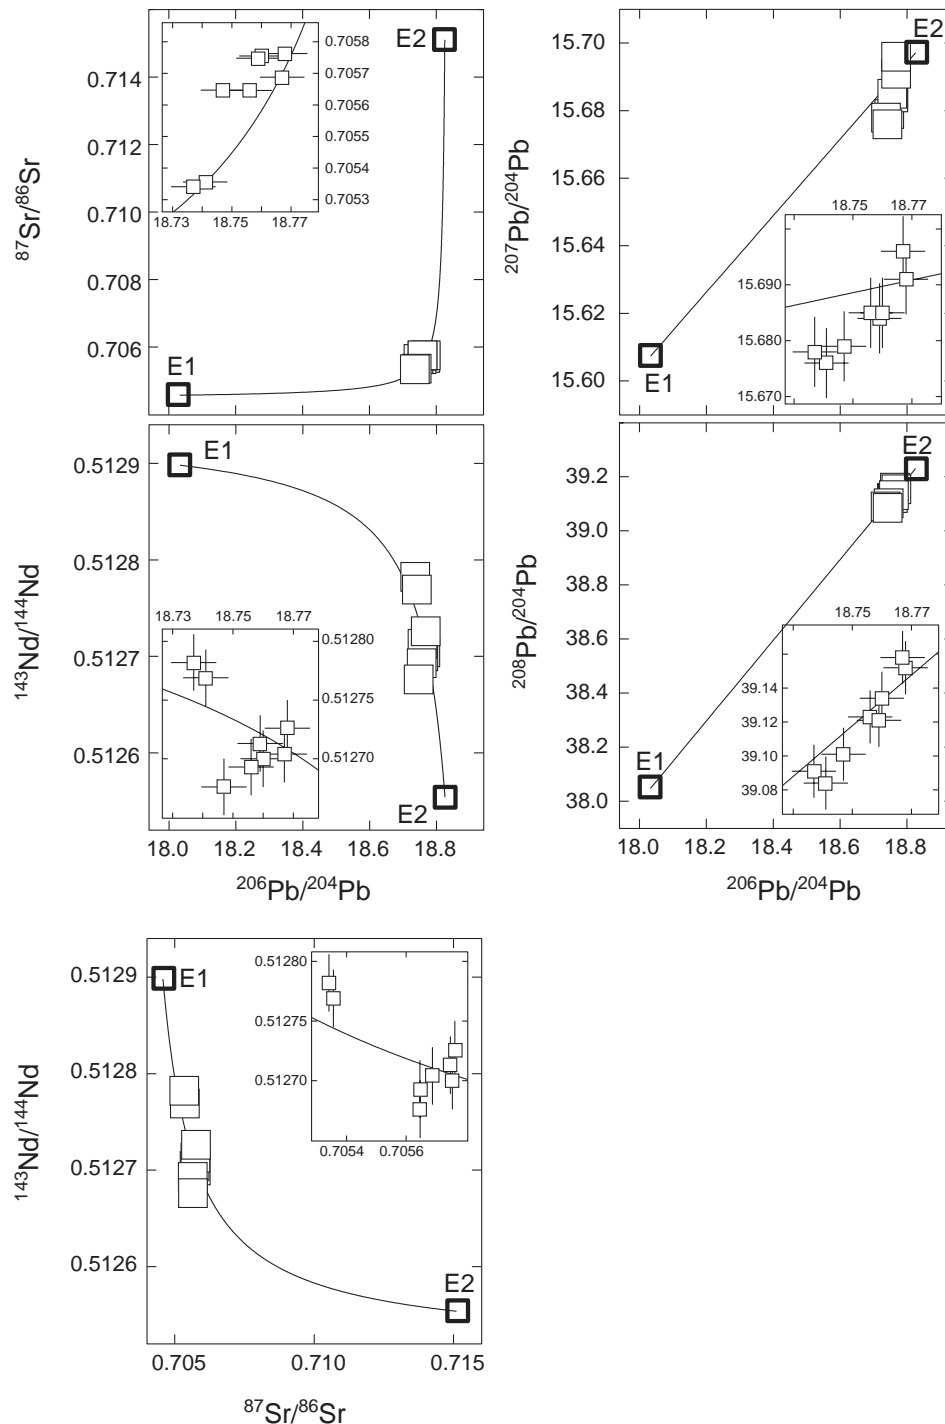 E2
0.714
0.712
0.710
0.706
E1
⁸⁷Sr/⁸⁶Sr
0.7058
0.7057
0.7056
0.7055
0.7054
0.7053
18.73 18.75 18.77
15.70
15.68
15.66
15.64
15.62
15.60
E2
E1
²⁰⁷Pb/²⁰⁴Pb
18.75 18.77
15.690
15.680
15.670
0.5129
0.5128
0.5127
0.5126
E1
E2
¹⁴³Nd/¹⁴⁴Nd
18.73 18.75 18.77
0.51280
0.51275
0.51270
18.0 18.2 18.4 18.6 18.8
²⁰⁶Pb/²⁰⁴Pb
39.2
39.0
38.8
38.6
38.4
38.2
38.0
E2
E1
²⁰⁸Pb/²⁰⁴Pb
18.75 18.77
39.14
39.12
39.10
39.08
18.0 18.2 18.4 18.6 18.8
²⁰⁶Pb/²⁰⁴Pb
0.5129
0.5128
0.5127
0.5126
E1
E2
¹⁴³Nd/¹⁴⁴Nd
0.51280
0.51275
0.51270
0.7054 0.7056
0.705 0.710 0.715
⁸⁷Sr/⁸⁶Sr